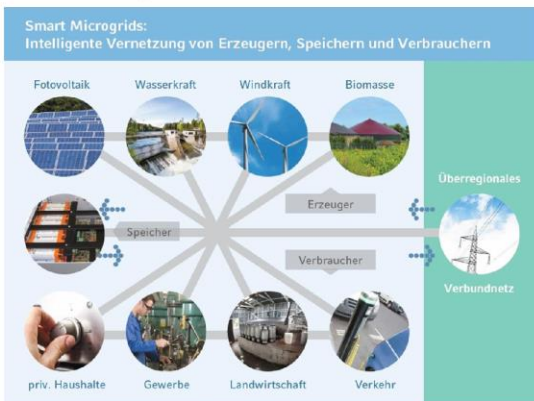 Smart Microgrids:
Intelligente Vernetzung von Erzeugern, Speichern und Verbrauchern
Fotovoltaik
Wasserkraft
Windkraft
Biomasse
Überregionales
Erzeuger
Speicher
Verbraucher
Verbundnetz
priv. Haushalte
Gewerbe
Landwirtschaft
Verkehr